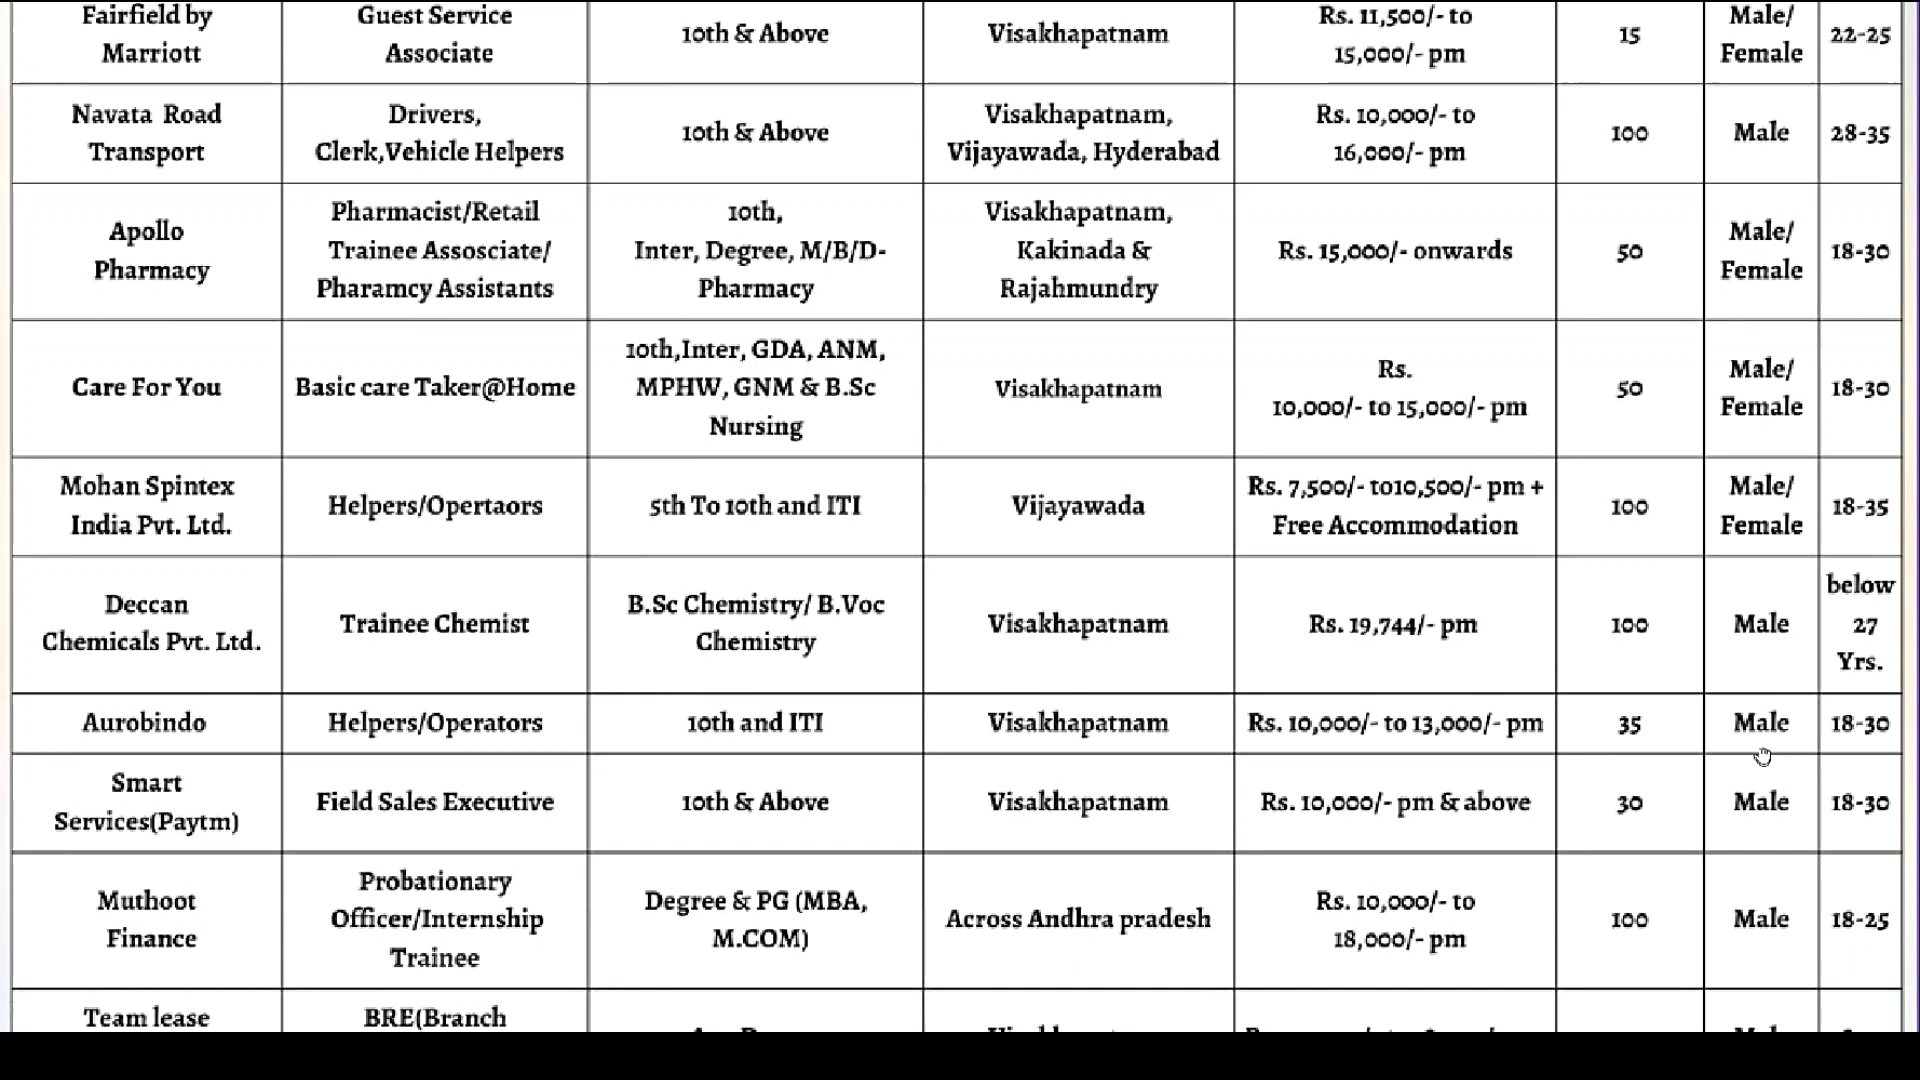 Fairfield by
Marriott
Guest Service
Associate
10th & Above
Visakhapatnam
Rs. 11,500/- to
15,000/- pm
15
Male/
Female
22-25
Navata Road
Transport
Drivers,
Clerk,Vehicle Helpers
10th & Above
Visakhapatnam,
Vijayawada, Hyderabad
Rs. 10,000/- to
16,000/- pm
100
Male
28-35
Apollo
Pharmacy
Pharmacist/Retail
Trainee Assosciate/
Pharamcy Assistants
10th,
Inter, Degree, M/B/D-
Pharmacy
Visakhapatnam,
Kakinada &
Rajahmundry
Rs. 15,000/- onwards
50
Male/
Female
18-30
Care For You
Basic care Taker@Home
10th,Inter, GDA, ANM,
MPHW, GNM & B.Sc
Nursing
Visakhapatnam
Rs.
10,000/- to 15,000/- pm
50
Male/
Female
18-30
Mohan Spintex
India Pvt. Ltd.
Helpers/Opertaors
5th To 10th and ITI
Vijayawada
Rs. 7,500/- to10,500/- pm +
Free Accommodation
100
Male/
Female
18-35
Deccan
Chemicals Pvt. Ltd.
Trainee Chemist
B.Sc Chemistry/ B.Voc
Chemistry
Visakhapatnam
Rs. 19,744/- pm
100
Male
below
27
Yrs.
Aurobindo
Helpers/Operators
10th and ITI
Visakhapatnam
Rs. 10,000/- to 13,000/- pm
35
Male
18-30
Smart
Services(Paytm)
Field Sales Executive
10th & Above
Visakhapatnam
Rs. 10,000/- pm & above
30
Male
18-30
Muthoot
Finance
Probationary
Officer/Internship
Trainee
Degree & PG (MBA,
M.COM)
Across Andhra pradesh
Rs. 10,000/- to
18,000/- pm
100
Male
18-25
Team lease
BRE(Branch